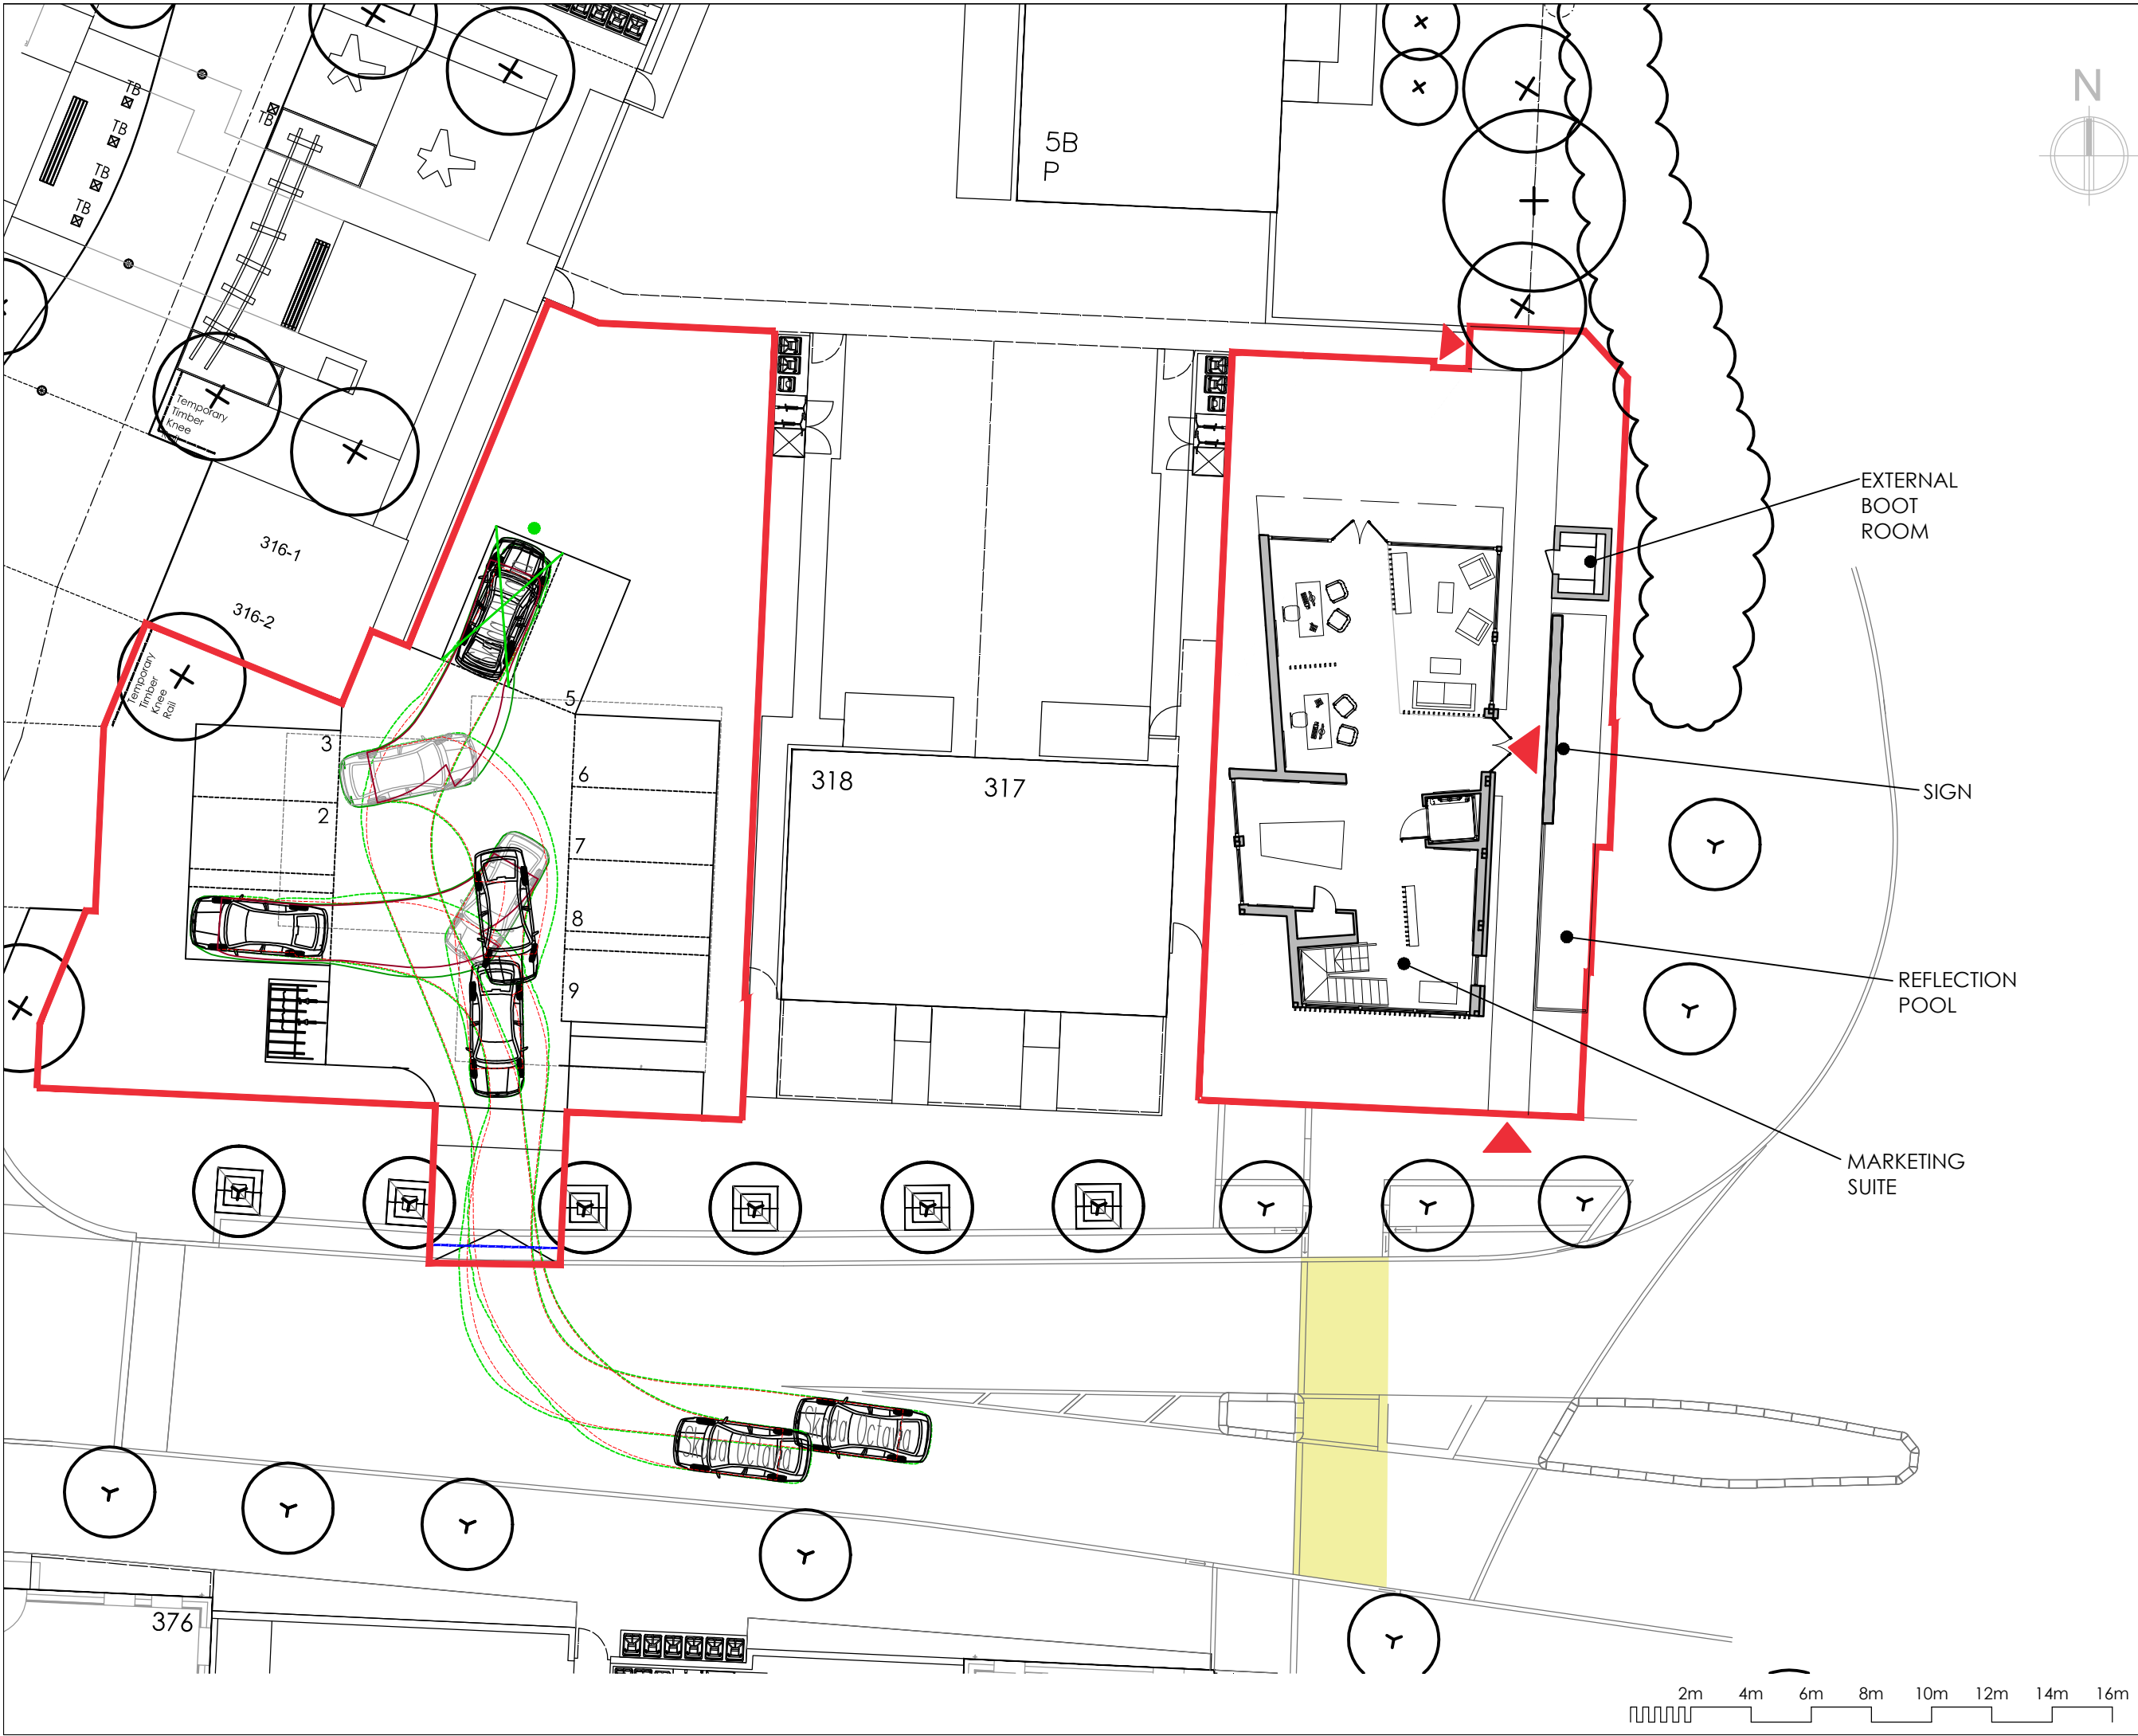 N
TB
TB
TB
TB
TB
5B
P
Temporary
Timber
Knee
316-1
316-2
Temporary
Timber
Knee
Rail
EXTERNAL
BOOT
ROOM
5
3
6
2
7
8
9
318
317
SIGN
REFLECTION
POOL
MARKETING
SUITE
Skoda Octavia
Skoda Octavia
376
2m 4m 6m 8m 10m 12m 14m 16m